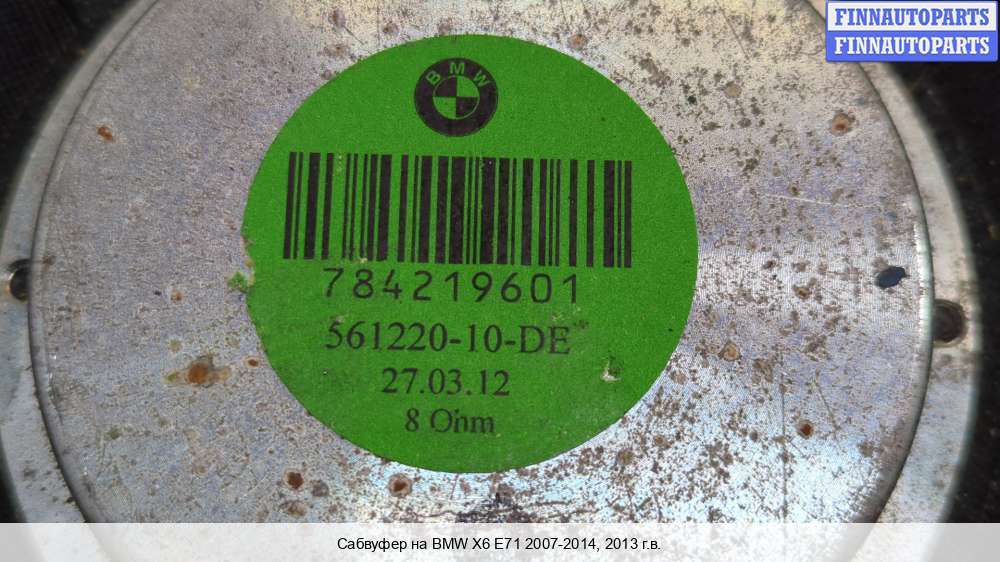 FINNAUTOPARTS
FINNAUTOPARTS
BMW
784219601
561220-10-DE
27.03.12
8 Ohm
Сабвуфер на BMW X6 E71 2007-2014, 2013 г.в.